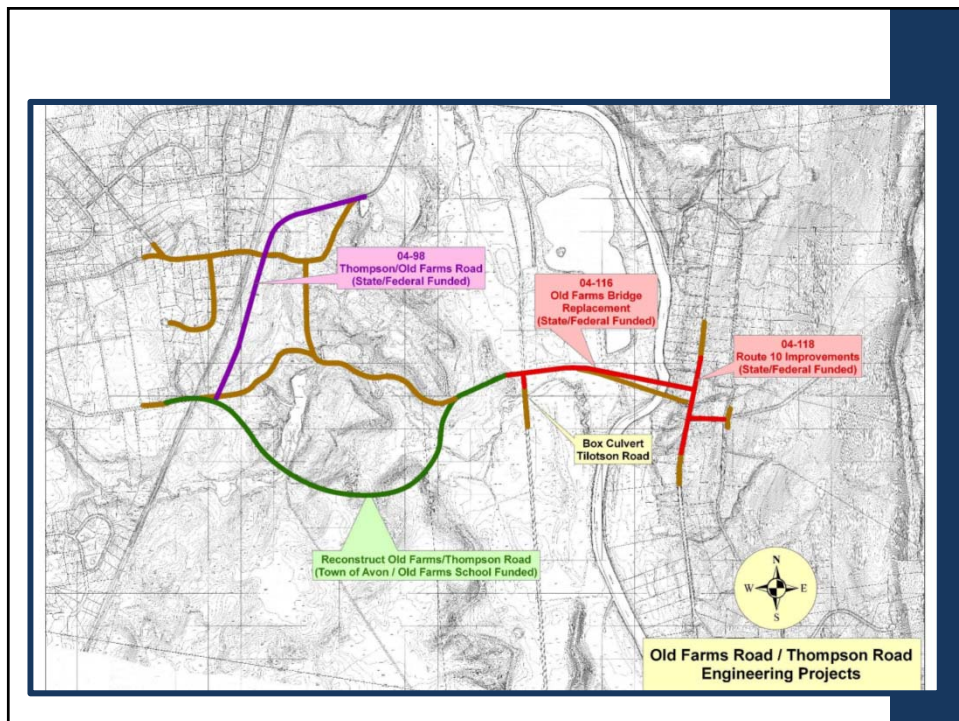 04-98
Thompson/Old Farms Road
(State/Federal Funded)
04-116
Old Farms Bridge
Replacement
(State/Federal Funded)
04-118
Route 10 Improvements
(State/Federal Funded)
Box Culvert
Tilotson Road
Reconstruct Old Farms/Thompson Road
(Town of Avon / Old Farms School Funded)
N
W
E
S
Old Farms Road / Thompson Road
Engineering Projects